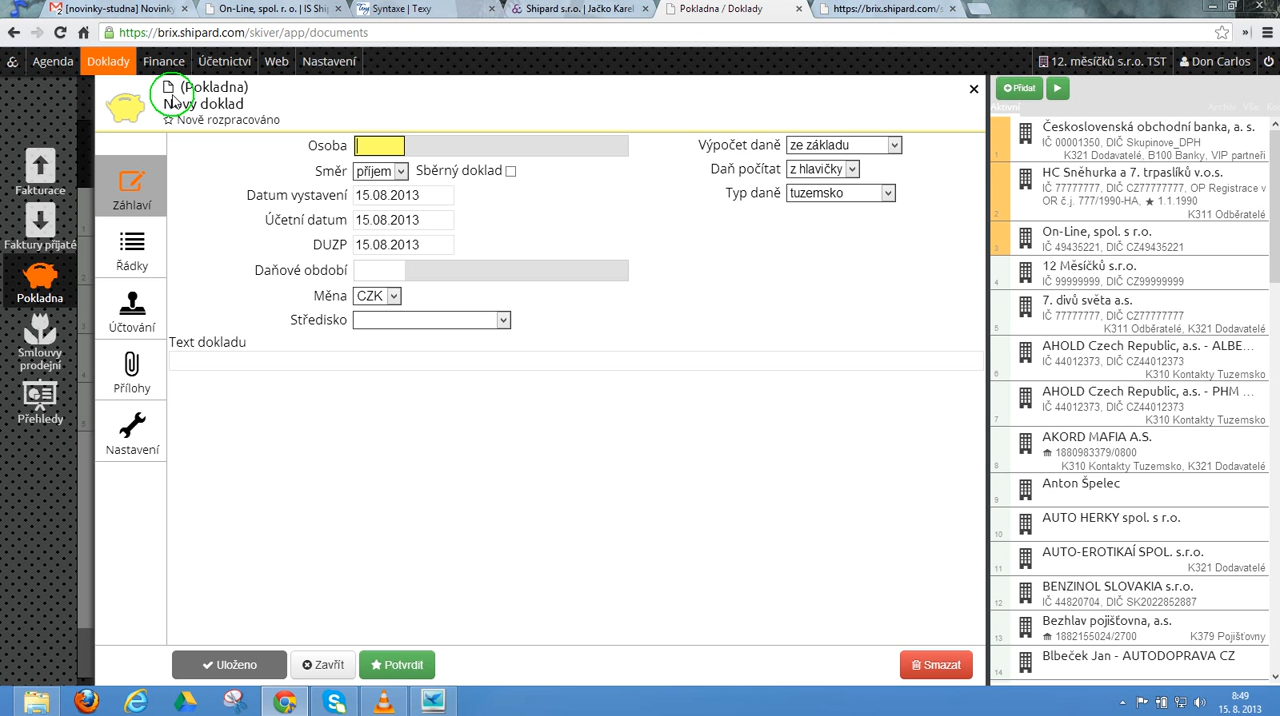 [novinky-studna] Novinky
On-Line, spol. r. o. | IS Ship
Syntaxe | Texy
Shipard s.r.o. | Jačko Karel
Pokladna / Doklady
https://brix.shipard.com/s
https://brix.shipard.com/skiver/app/documents
Agenda
Doklady
Finance
Účetnictví
Web
Nastavení
12. měsíčků s.r.o. TST
Don Carlos
Fakturace
Faktury přijaté
Pokladna
Smlouvy
prodejní
Přehledy
(Pokladna)
Nový doklad
Nově rozpracováno
Záhlaví
Řádky
Účtování
Přílohy
Nastavení
Osoba
Směr příjem Sběrný doklad
Datum vystavení 15.08.2013
Účetní datum 15.08.2013
DUZP 15.08.2013
Daňové období
Měna CZK
Středisko
Text dokladu
Výpočet daně ze základu
Daň počítat z hlavičky
Typ daně tuzemsko
Uloženo
Zavřít
Potvrdit
Smazat
Přidat
Aktivní
Archiv Vše
1 Československá obchodní banka, a. s.
IČ 00001350, DIČ Skupinove_DPH
K321 Dodavatelé, B100 Banky, VIP partneři
2 HC Sněhurka a 7. trpaslíků v.o.s.
IČ 77777777, DIČ CZ77777777, OP Registrace v
OR č.j. 777/1990-HA, ★ 1.1.1990
K311 Odběratelé
3 On-Line, spol. s r.o.
IČ 49435221, DIČ CZ49435221
4 12 Měsíčků s.r.o.
IČ 99999999, DIČ CZ99999999
5 7. divů světa a.s.
IČ 77777777, DIČ CZ77777777
K311 Odběratelé, K321 Dodavatelé
6 AHOLD Czech Republic, a.s. - ALBE...
IČ 44012373, DIČ CZ44012373
K310 Kontakty Tuzemsko
7 AHOLD Czech Republic, a.s. - PHM ...
IČ 44012373, DIČ CZ44012373
K310 Kontakty Tuzemsko
8 AKORD MAFIA A.S.
1880983379/0800
K310 Kontakty Tuzemsko, K321 Dodavatelé
9 Anton Špelec
10 AUTO HERKY spol. s r.o.
11 AUTO-EROTIKAÍ SPOL. s.r.o.
K321 Dodavatelé
12 BENZINOL SLOVAKIA s.r.o.
IČ 44820704, DIČ SK2022852887
13 Bezhlav pojišťovna, a.s.
1882155024/2700 K379 Pojišťovny
14 Blbeček Jan - AUTODOPRAVA CZ
8:49
15. 8. 2013